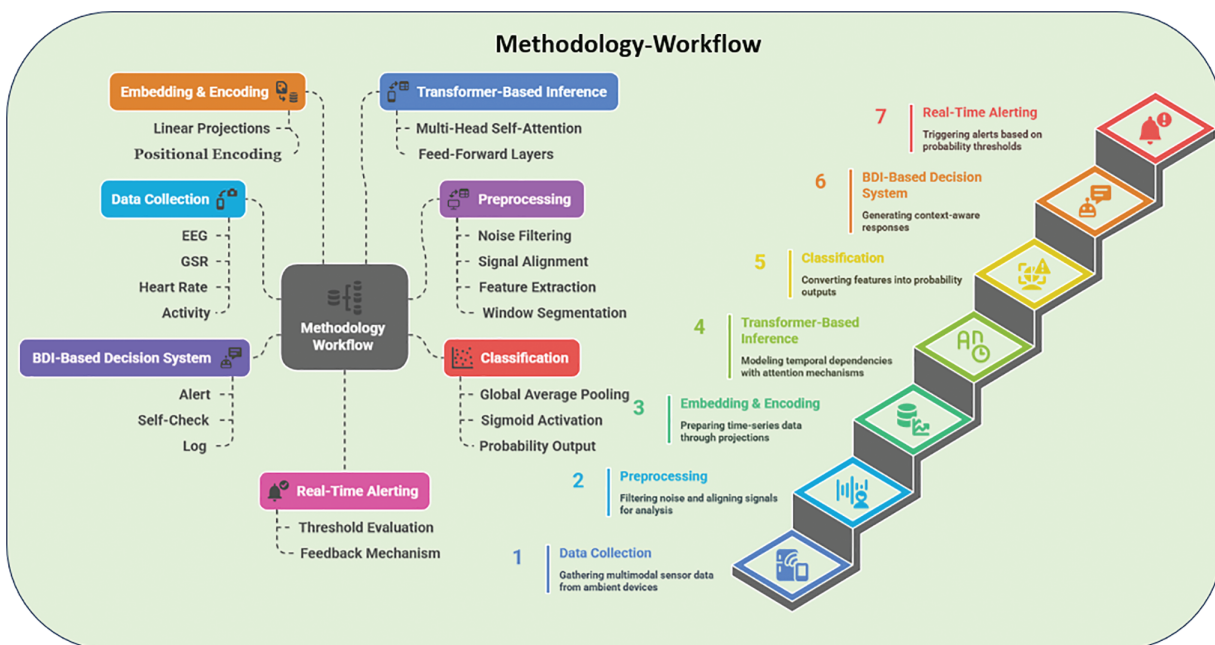 Methodology-Workflow
Embedding & Encoding
Linear Projections
Positional Encoding
Transformer-Based Inference
Multi-Head Self-Attention
Feed-Forward Layers
Data Collection
EEG
GSR
Heart Rate
Activity
Preprocessing
Noise Filtering
Signal Alignment
Feature Extraction
Window Segmentation
Methodology
Workflow
BDI-Based Decision System
Alert
Self-Check
Log
Classification
Global Average Pooling
Sigmoid Activation
Probability Output
Real-Time Alerting
Threshold Evaluation
Feedback Mechanism
7
Real-Time Alerting
Triggering alerts based on
probability thresholds
6
BDI-Based Decision
System
Generating context-aware
responses
5
Classification
Converting features into probability
outputs
4
Transformer-Based
Inference
Modeling temporal dependencies
with attention mechanisms
3
Embedding & Encoding
Preparing time-series data
through projections
2
Preprocessing
Filtering noise and aligning signals
for analysis
1
Data Collection
Gathering multimodal sensor data
from ambient devices